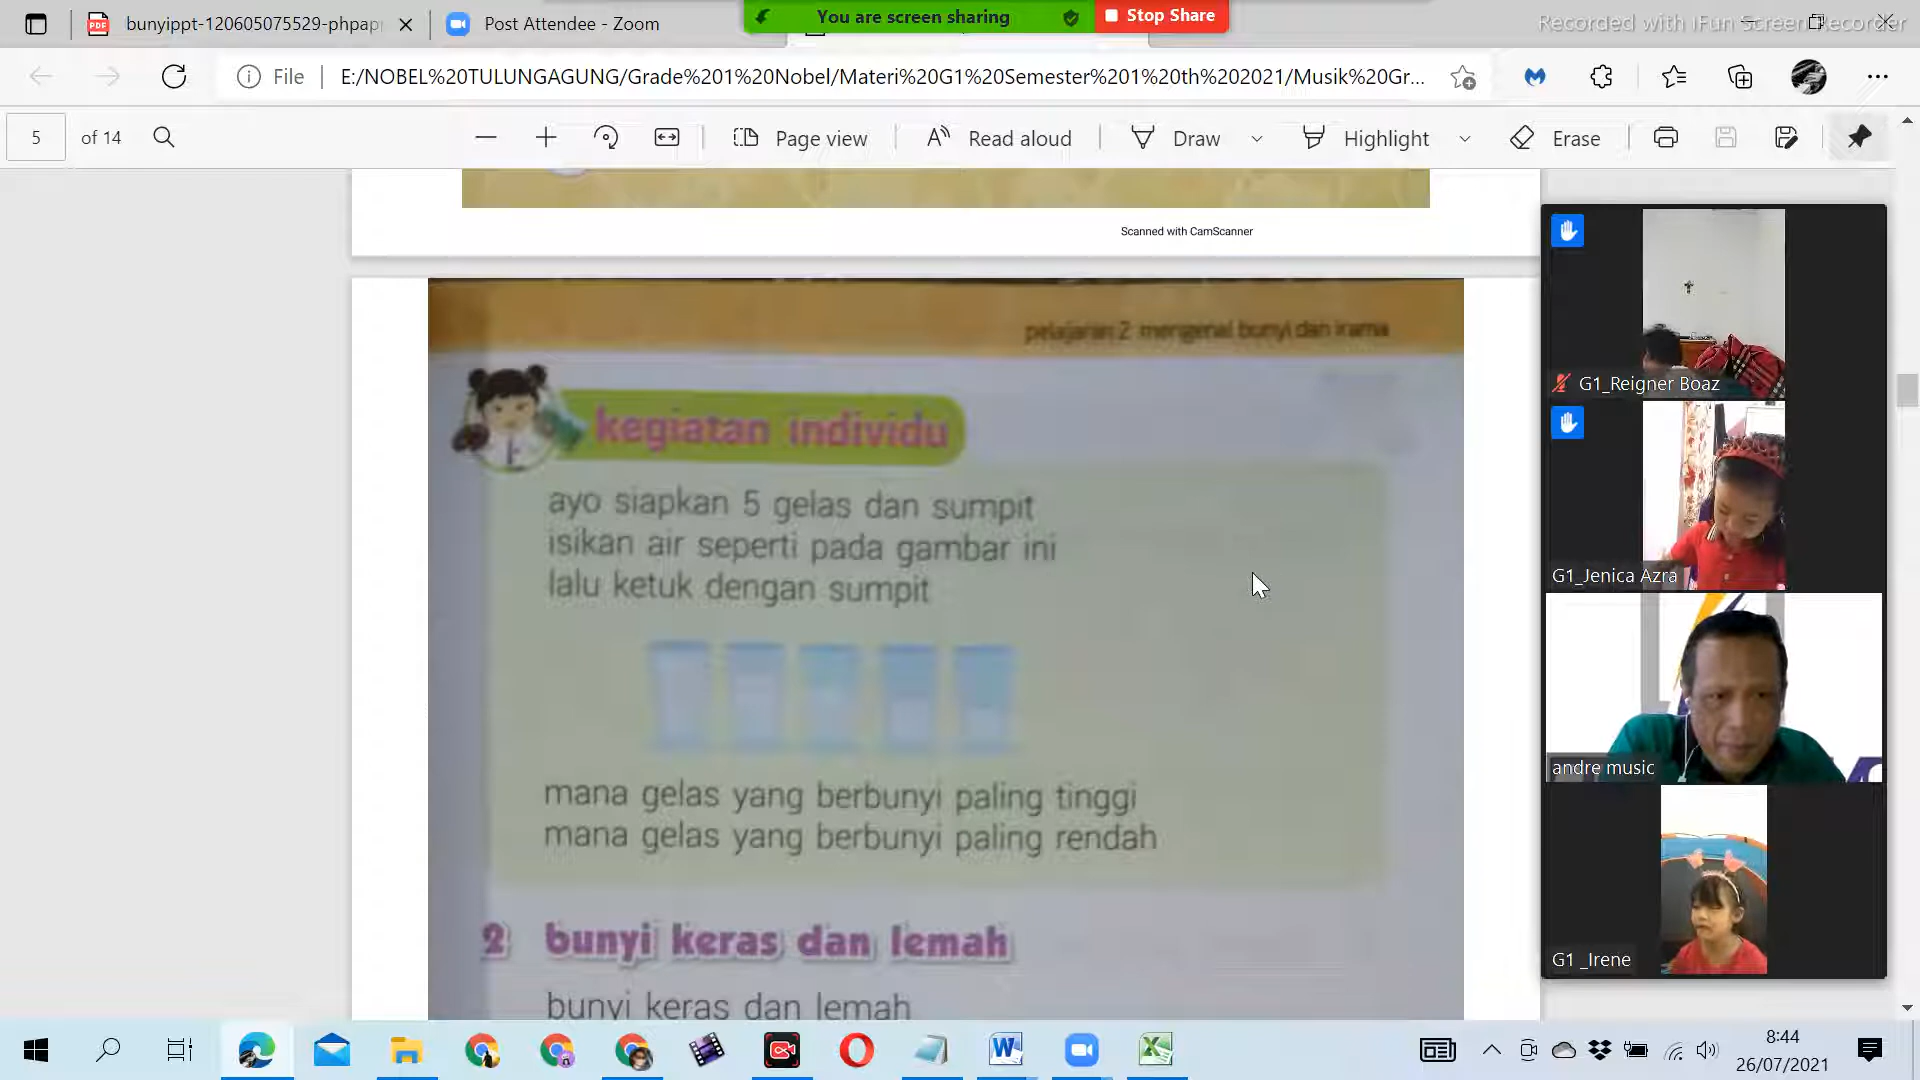 bunyippt-120605075529-phpap
Post Attendee - Zoom
You are screen sharing
Stop Share
Recorded with iFun Screen Recorder
File
E:/NOBEL%20TULUNGAGUNG/Grade%201%20Nobel/Materi%20G1%20Semester%201%20th%202021/Musik%20Gr...
5
of 14
Page view
Read aloud
Draw
Highlight
Erase
Scanned with CamScanner
pelajaran 2 mengenal bunyi dan irama
kegiatan individu
ayo siapkan 5 gelas dan sumpit
isikan air seperti pada gambar ini
lalu ketuk dengan sumpit
mana gelas yang berbunyi paling tinggi
mana gelas yang berbunyi paling rendah
2 bunyi keras dan lemah
bunyi keras dan lemah
G1_Reigner Boaz
G1_Jenica Azra
andre music
G1 _Irene
8:44
26/07/2021